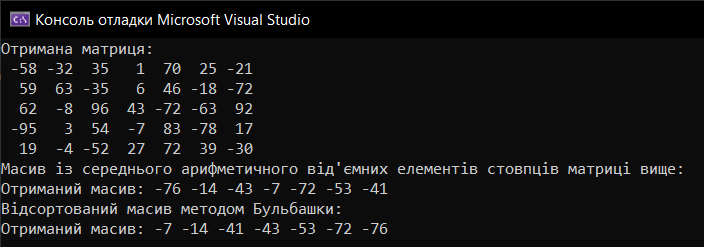 Консоль отладки Microsoft Visual Studio
Отримана матриця:
-58 -32 35 1 70 25 -21
59 63 -35 6 46 -18 -72
62 -8 96 43 -72 -63 92
-95 3 54 -7 83 -78 17
19 -4 -52 27 72 39 -30
Масив із середнього арифметичного від'ємних елементів стовпців матриці вище:
Отриманий масив: -76 -14 -43 -7 -72 -53 -41
Відсортований масив методом Бульбашки:
Отриманий масив: -7 -14 -41 -43 -53 -72 -76